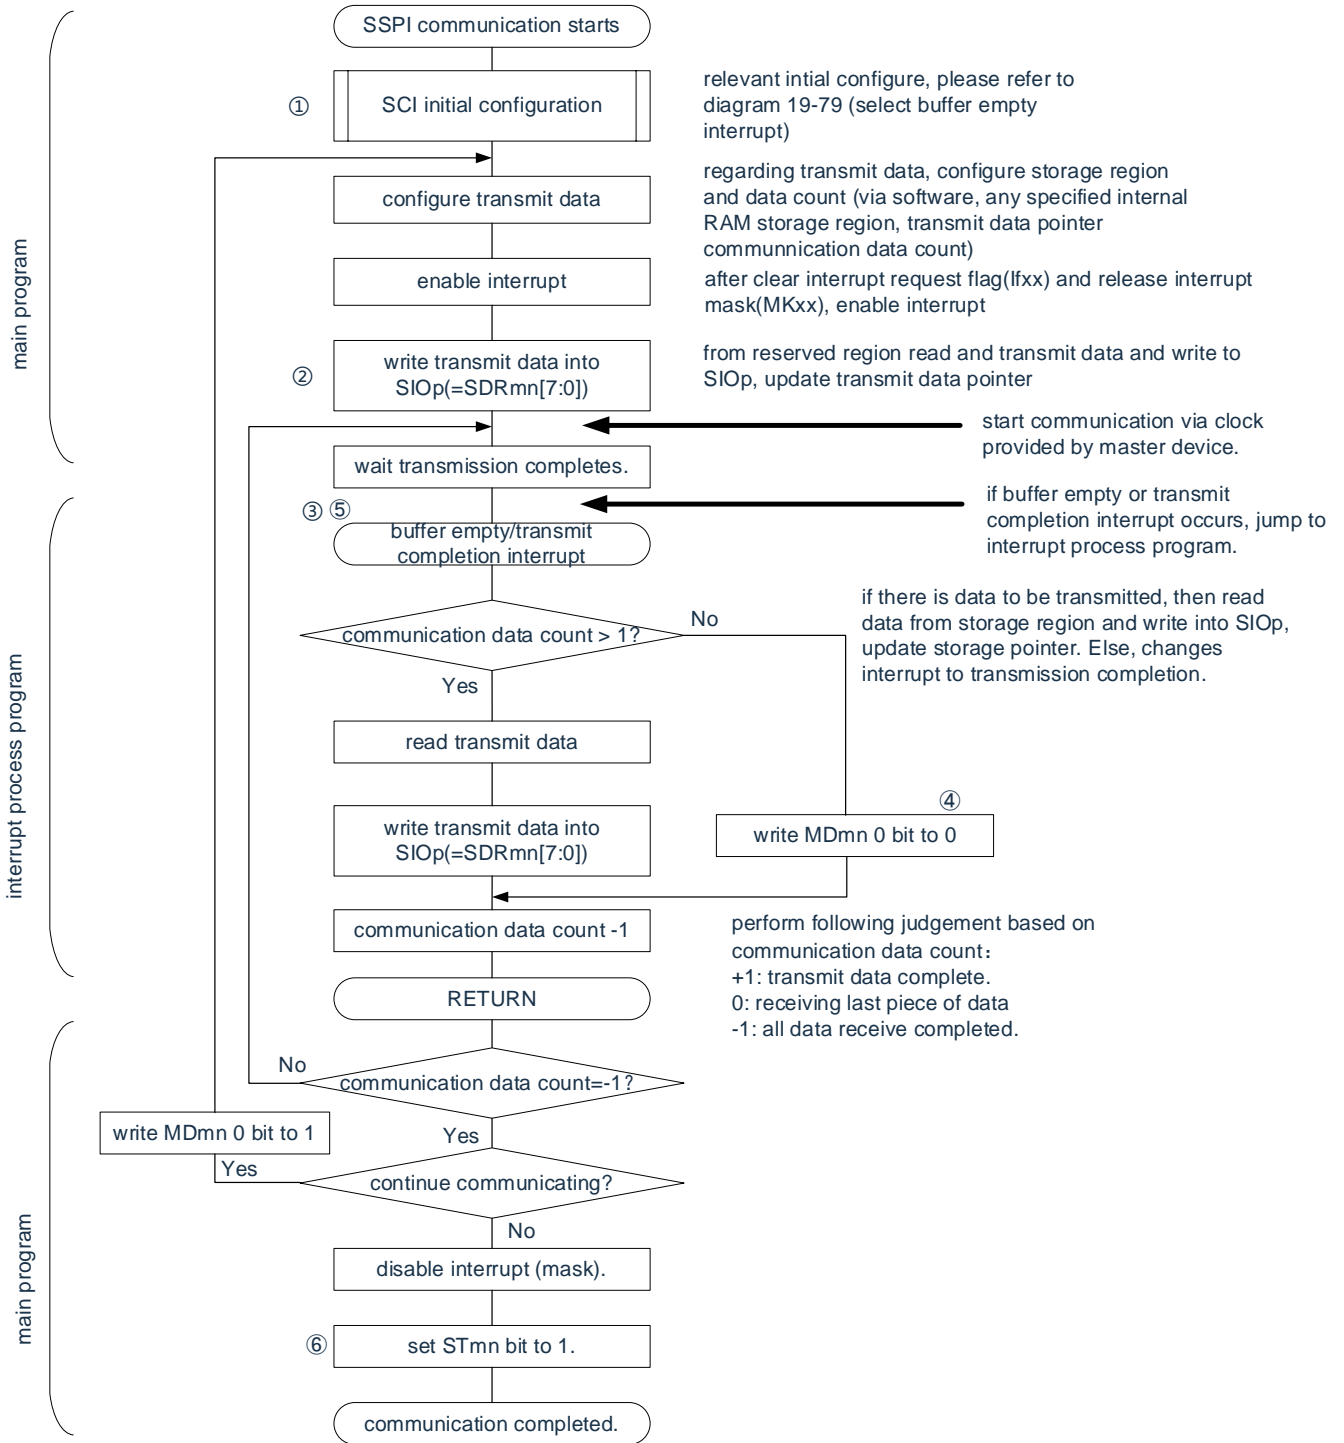 SSPI communication starts
①
SCI initial configuration
relevant intial configure, please refer to
diagram 19-79 (select buffer empty
interrupt)
configure transmit data
regarding transmit data, configure storage region
and data count (via software, any specified internal
RAM storage region, transmit data pointer
communnication data count)
enable interrupt
after clear interrupt request flag(Ifxx) and release interrupt
mask(MKxx), enable interrupt
main program
②
write transmit data into
SIOp(=SDRmn[7:0])
from reserved region read and transmit data and write to
SIOp, update transmit data pointer
start communication via clock
provided by master device.
wait transmission completes.
③ ⑤
buffer empty/transmit
completion interrupt
if buffer empty or transmit
completion interrupt occurs, jump to
interrupt process program.
communication data count > 1?
No
Yes
if there is data to be transmitted, then read
data from storage region and write into SIOp,
update storage pointer. Else, changes
interrupt to transmission completion.
interrupt process program
read transmit data
write transmit data into
SIOp(=SDRmn[7:0])
④
write MDmn 0 bit to 0
communication data count -1
perform following judgement based on
communication data count：
+1: transmit data complete.
0: receiving last piece of data
-1: all data receive completed.
RETURN
No
communication data count=-1?
write MDmn 0 bit to 1
Yes
Yes
continue communicating?
No
main program
disable interrupt (mask).
⑥
set STmn bit to 1.
communication completed.